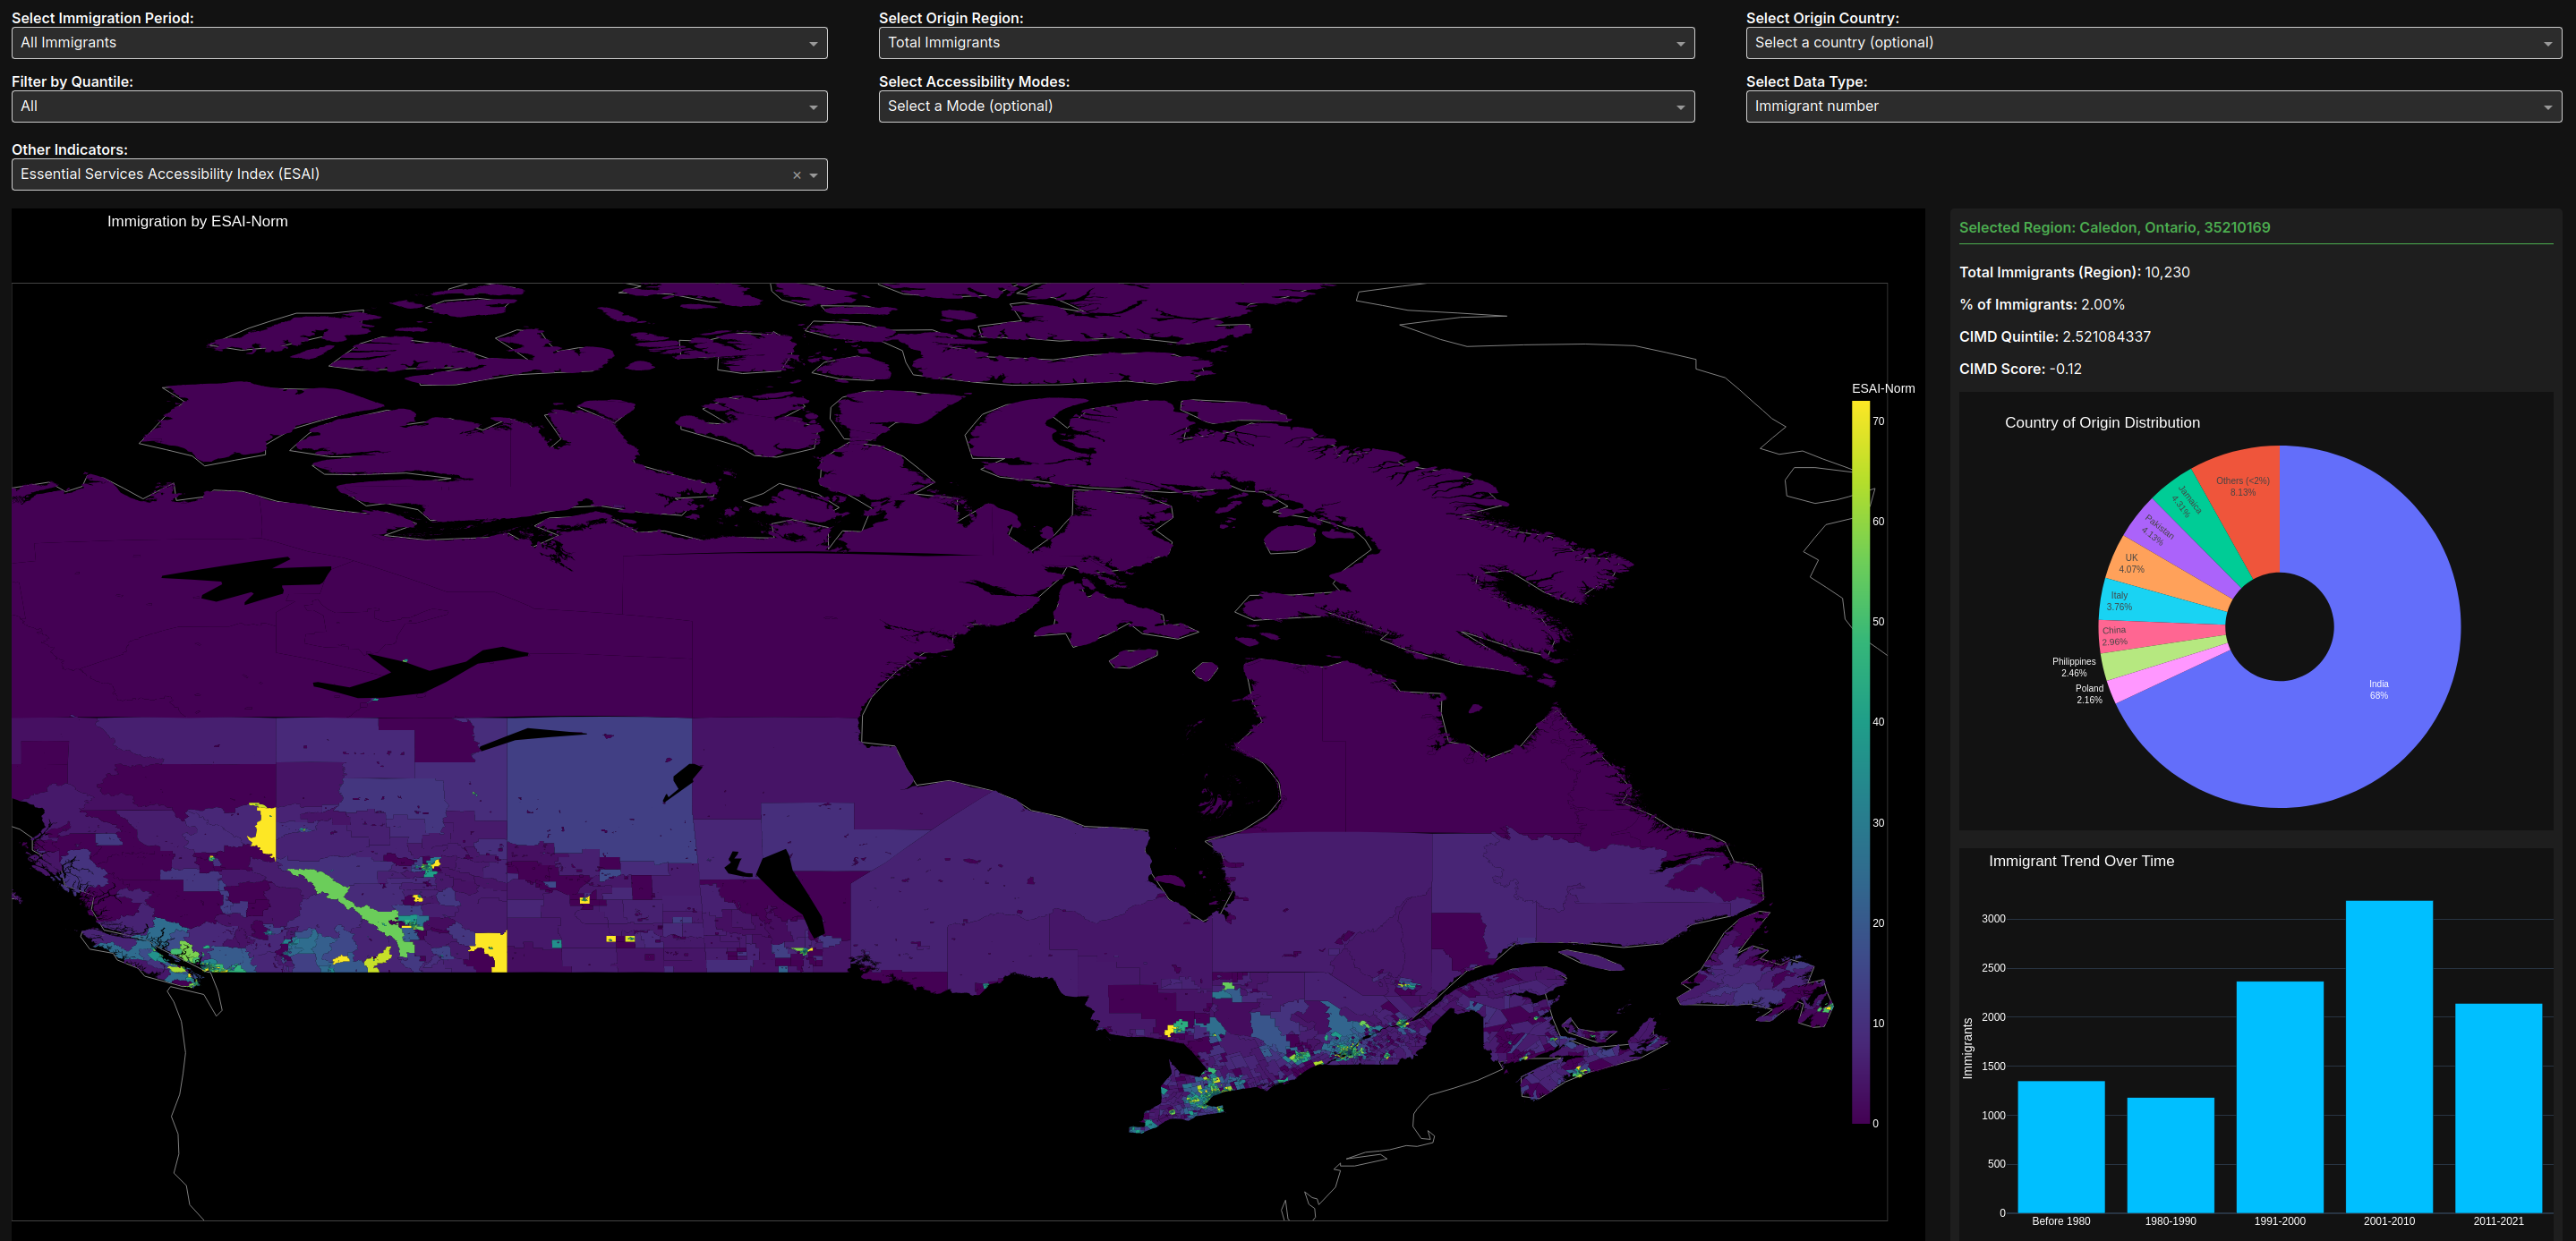 Select Immigration Period:
All Immigrants
Select Origin Region:
Total Immigrants
Select Origin Country:
Select a country (optional)
Filter by Quantile:
All
Select Accessibility Modes:
Select a Mode (optional)
Select Data Type:
Immigrant number
Other Indicators:
Essential Services Accessibility Index (ESAI)
×
Immigration by ESAI-Norm
ESAI-Norm
70
60
50
40
30
20
10
0
Selected Region: Caledon, Ontario, 35210169
Total Immigrants (Region): 10,230
% of Immigrants: 2.00%
CIMD Quintile: 2.521084337
CIMD Score: -0.12
Country of Origin Distribution
Others (<2%)
8.13%
Jamaica
4.31%
Pakistan
4.13%
UK
4.07%
Italy
3.76%
China
2.96%
Philippines
2.46%
Poland
2.16%
India
68%
Immigrant Trend Over Time
Immigrants
3000
2500
2000
1500
1000
500
0
Before 1980
1980-1990
1991-2000
2001-2010
2011-2021